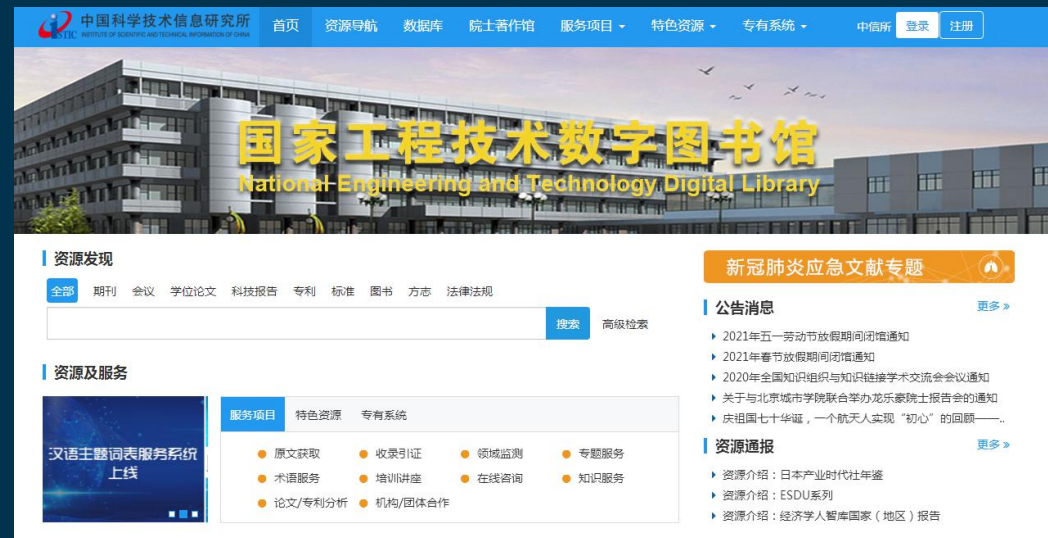 中国科学技术信息研究所
ISTIC INSTITUTE OF SCIENTIFIC AND TECHNICAL INFORMATION OF CHINA
首页 资源导航 数据库 院士著作馆 服务项目 特色资源 专有系统 中信所 登录 注册
国家工程技术数字图书馆
National Engineering and Technology Digital Library
资源发现
全部 期刊 会议 学位论文 科技报告 专利 标准 图书 方志 法律法规
搜索 高级检索
资源及服务
汉语主题词表服务系统
上线
服务项目 特色资源 专有系统
原文获取 收录引证 领域监测 专题服务
术语服务 培训讲座 在线咨询 知识服务
论文/专利分析 机构/团体合作
新冠肺炎应急文献专题
公告消息 更多 »
2021年五一劳动节放假期间闭馆通知
2021年春节放假期间闭馆通知
2020年全国知识组织与知识链接学术交流会会议通知
关于与北京城市学院联合举办龙乐豪院士报告会的通知
庆祖国七十华诞，一个航天人实现“初心”的回顾——..
资源通报 更多 »
资源介绍：日本产业时代社年鉴
资源介绍：ESDU系列
资源介绍：经济学人智库国家（地区）报告